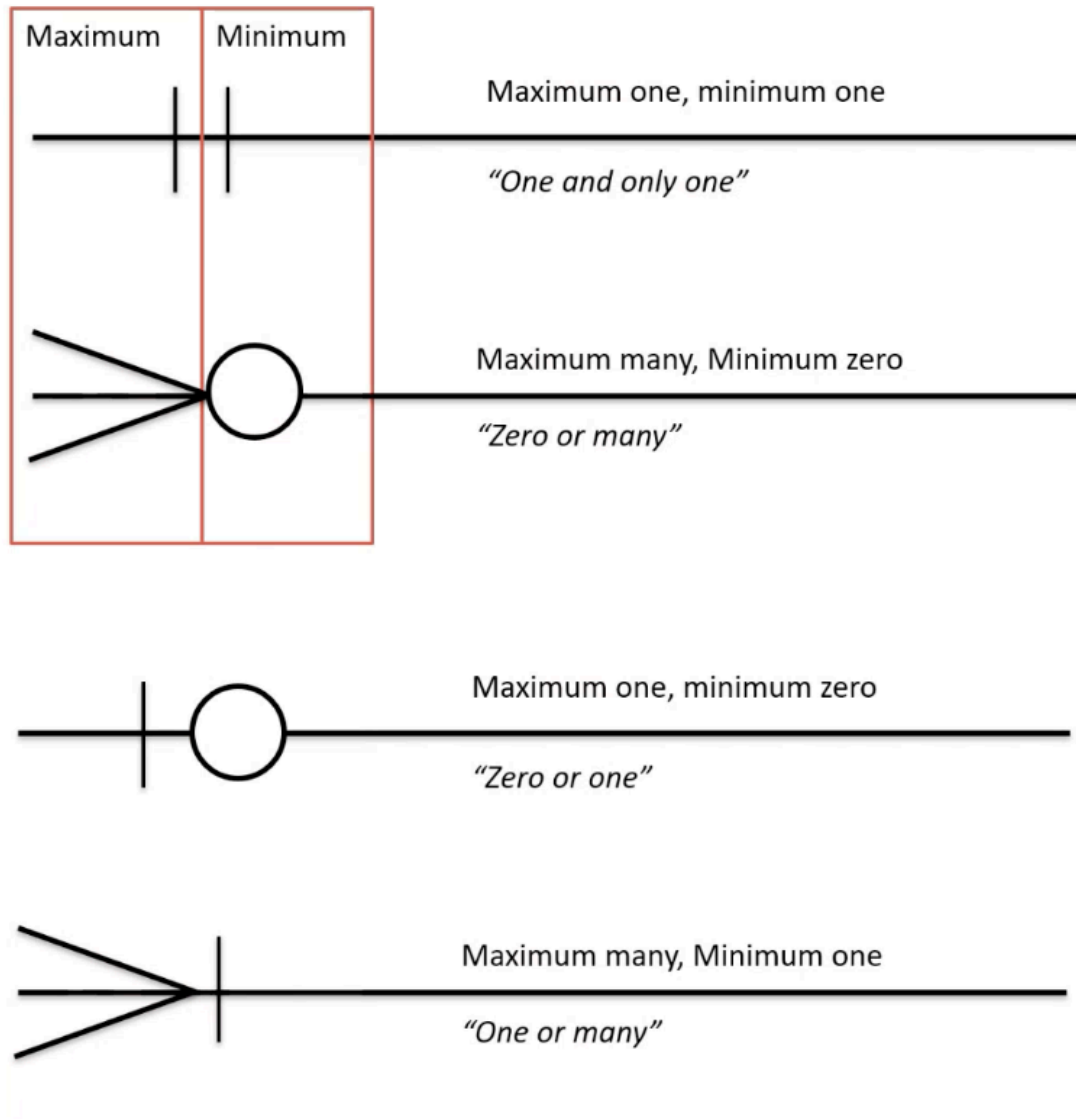 Maximum Minimum
Maximum one, minimum one
“One and only one”
Maximum many, Minimum zero
“Zero or many”
Maximum one, minimum zero
“Zero or one”
Maximum many, Minimum one
“One or many”